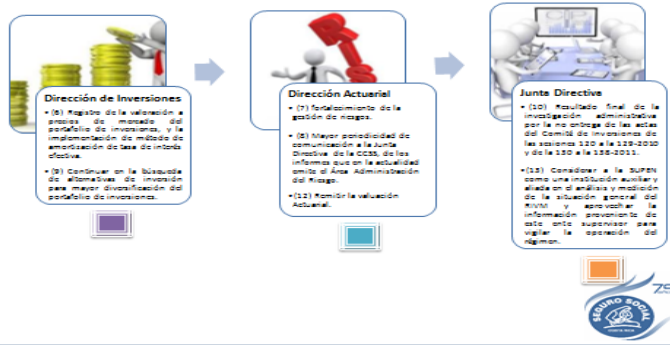 Dirección de Inversiones
• (6) Registro de la valoración a
precios de mercado del
portafolio de inversiones, y la
implementación de método de
amortización de tasa de interés
efectiva.
• (9) Continuar en la búsqueda
de alternativas de inversión
para mayor diversificación del
portafolio de inversiones.
Dirección Actuarial
• (7) fortalecimiento de la
gestión de riesgos.
• (8) Mayor periodicidad de
comunicación a la Junta
Directiva de la CCSS, de los
informes que en la actualidad
emite el Área Administración
del Riesgo.
• (12) Remitir la valuación
Actuarial.
Junta Directiva
• (10) Resultado final de la
investigación administrativa
por la no entrega de las actas
del Comité de Inversiones de
las sesiones 120 a la 129-2010
y de la 130 a la 138-2011.
• (13) Considerar a la SUPEN
como una institución auxiliar y
aliada en el análisis y medición
de la situación general del
RIVM y aprovechar la
información proveniente de
este ente supervisor para
vigilar la operación del
régimen.
RIES
SEGURO SOCIAL